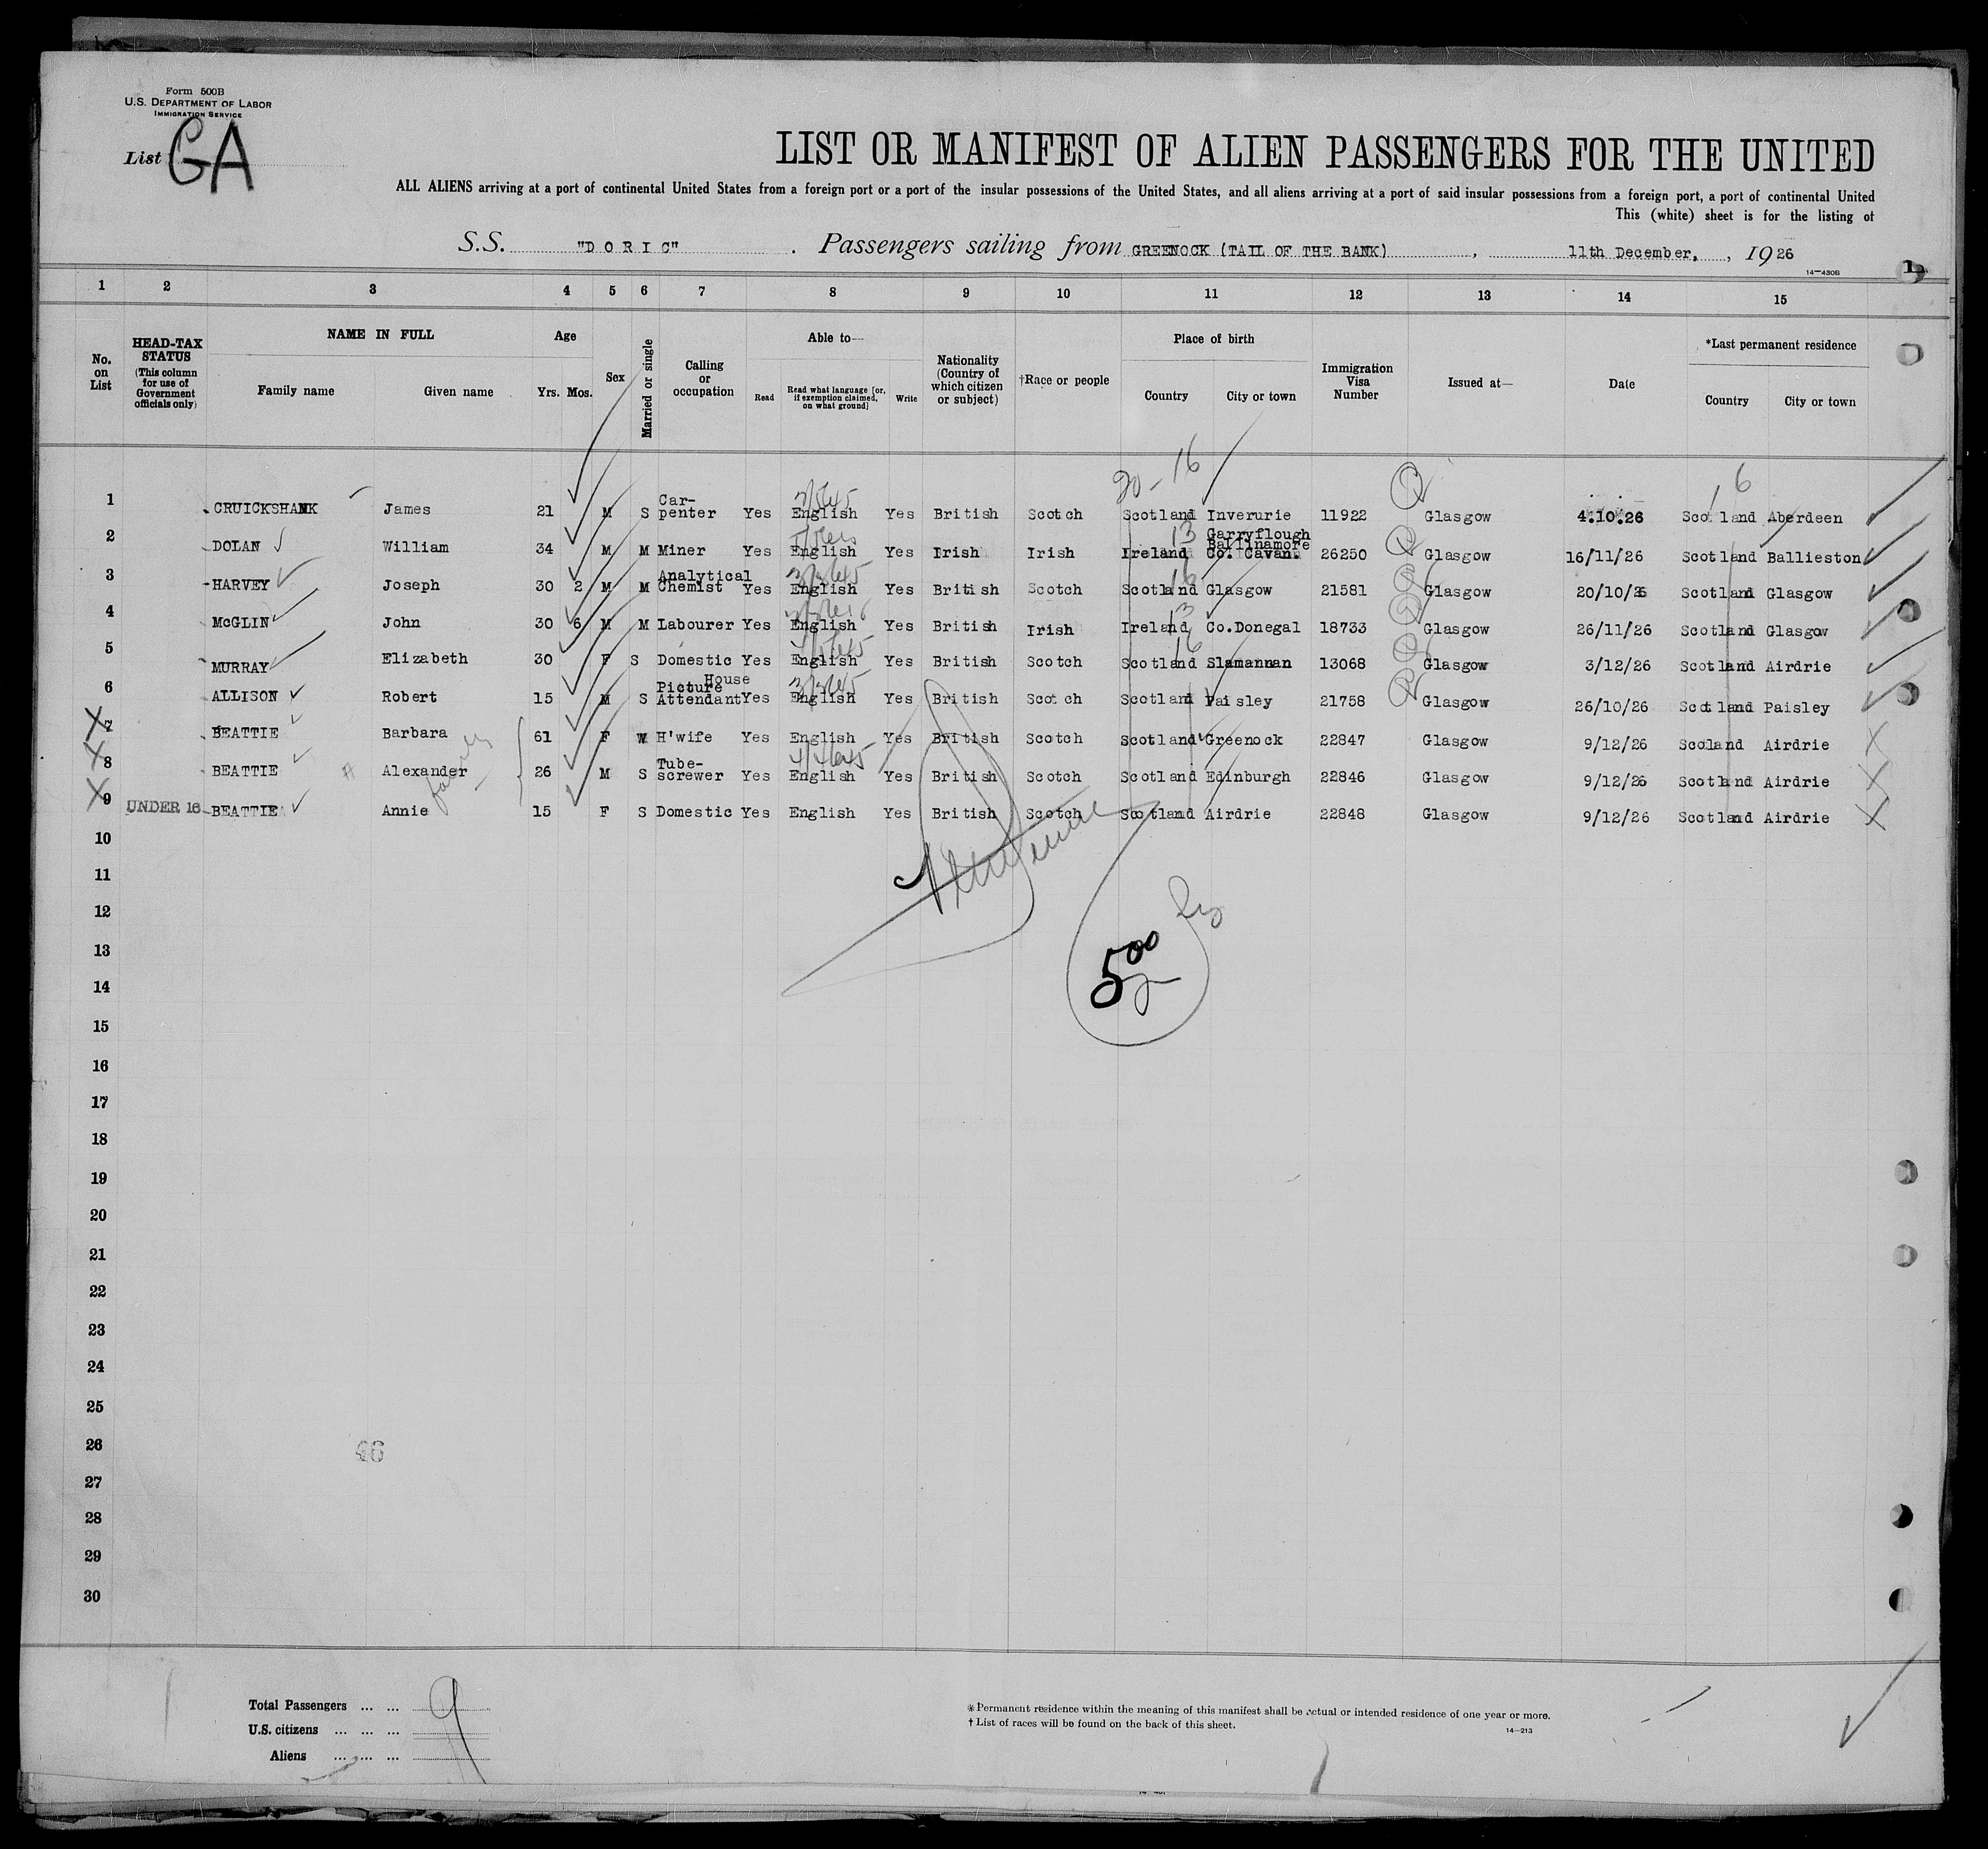 Form 500B
U.S. DEPARTMENT OF LABOR
IMMIGRATION SERVICE
List GA
LIST OR MANIFEST OF ALIEN PASSENGERS FOR THE UNITED
ALL ALIENS arriving at a port of continental United States from a foreign port or a port of the insular possessions of the United States, and all aliens arriving at a port of said insular possessions from a foreign port, a port of continental United
This (white) sheet is for the listing of
S.S. "DORIC" . Passengers sailing from GREENOCK (TAIL OF THE BANK) , 11th December, , 1926
14—430B
1
1 2 3 4 5 6 7 8 9 10 11 12 13 14 15
No. on List
HEAD-TAX STATUS (This column for use of Government officials only)
NAME IN FULL
Family name Given name
Age
Yrs. Mos.
Sex
Married or single
Calling or occupation
Able to—
Read Read what language [or, if exemption claimed, on what ground] Write
Nationality (Country of which citizen or subject)
†Race or people
Place of birth
Country City or town
Immigration Visa Number
Issued at—
Date
*Last permanent residence
Country City or town
20-16 16
1 CRUICKSHANK James 21 M S Car-penter Yes English Yes British Scotch Scotland Inverurie 11922 Glasgow 4.10.26 Scotland Aberdeen
2 DOLAN William 34 M M Miner Yes English Yes Irish Irish Ireland Garryflough Ballinamore Co. Cavan. 26250 Glasgow 16/11/26 Scotland Ballieston
3 HARVEY Joseph 30 2 M M Analytical Chemist Yes English Yes British Scotch Scotland Glasgow 21581 Glasgow 20/10/26 Scotland Glasgow
4 McGLIN John 30 6 M M Labourer Yes English Yes British Irish Ireland Co.Donegal 18733 Glasgow 26/11/26 Scotland Glasgow
5 MURRAY Elizabeth 30 F S Domestic Yes English Yes British Scotch Scotland Slamannan 13068 Glasgow 3/12/26 Scotland Airdrie
6 ALLISON Robert 15 M S Picture House Attendant Yes English Yes British Scotch Scotland Paisley 21758 Glasgow 26/10/26 Scotland Paisley
7 BEATTIE Barbara 61 F W H'wife Yes English Yes British Scotch Scotland Greenock 22847 Glasgow 9/12/26 Scoland Airdrie
8 BEATTIE Alexander 26 M S Tube-screwer Yes English Yes British Scotch Scotland Edinburgh 22846 Glasgow 9/12/26 Scotland Airdrie
9 UNDER 16 BEATTIE Annie 15 F S Domestic Yes English Yes British Scotch Scotland Airdrie 22848 Glasgow 9/12/26 Scotland Airdrie
family
10
11
12
13
5 00
14
15
16
17
18
19
20
21
22
23
24
25
26
46
27
28
29
30
Total Passengers ... ... 9
U.S. citizens ... ... ...
Aliens ... ... ...
* Permanent residence within the meaning of this manifest shall be actual or intended residence of one year or more.
† List of races will be found on the back of this sheet.
14—213